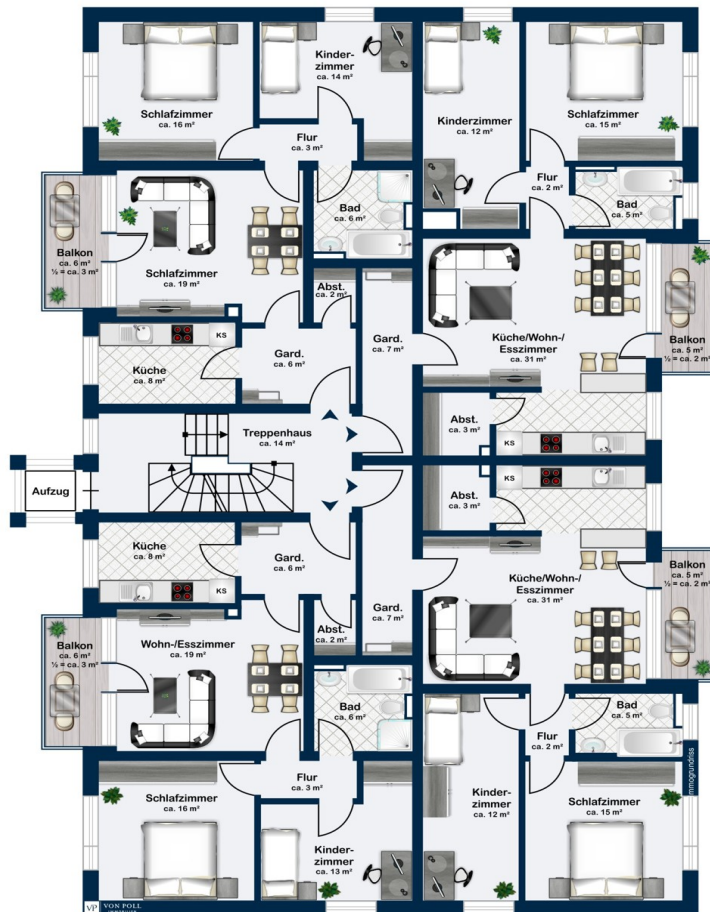 Schlafzimmer
ca. 16 m²
Kinder-
zimmer
ca. 14 m²
Flur
ca. 3 m²
Kinderzimmer
ca. 12 m²
Schlafzimmer
ca. 15 m²
Flur
ca. 2 m²
Bad
ca. 5 m²
Bad
ca. 6 m²
Balkon
ca. 6 m²
½ = ca. 3 m²
Schlafzimmer
ca. 19 m²
Abst.
ca. 2 m²
Gard.
ca. 7 m²
Küche/Wohn-/
Esszimmer
ca. 31 m²
Balkon
ca. 5 m²
½ = ca. 2 m²
KS
Küche
ca. 8 m²
Gard.
ca. 6 m²
Abst.
ca. 3 m²
KS
Treppenhaus
ca. 14 m²
Aufzug
KS
Abst.
ca. 3 m²
Küche
ca. 8 m²
KS
Gard.
ca. 6 m²
Küche/Wohn-/
Esszimmer
ca. 31 m²
Balkon
ca. 5 m²
½ = ca. 2 m²
Gard.
ca. 7 m²
Abst.
ca. 2 m²
Wohn-/Esszimmer
ca. 19 m²
Balkon
ca. 6 m²
½ = ca. 3 m²
Bad
ca. 6 m²
Bad
ca. 5 m²
Flur
ca. 2 m²
Flur
ca. 3 m²
Schlafzimmer
ca. 16 m²
Kinder-
zimmer
ca. 13 m²
Kinder-
zimmer
ca. 12 m²
Schlafzimmer
ca. 15 m²
immogrundriss
VP VON POLL
IMMOBILIEN